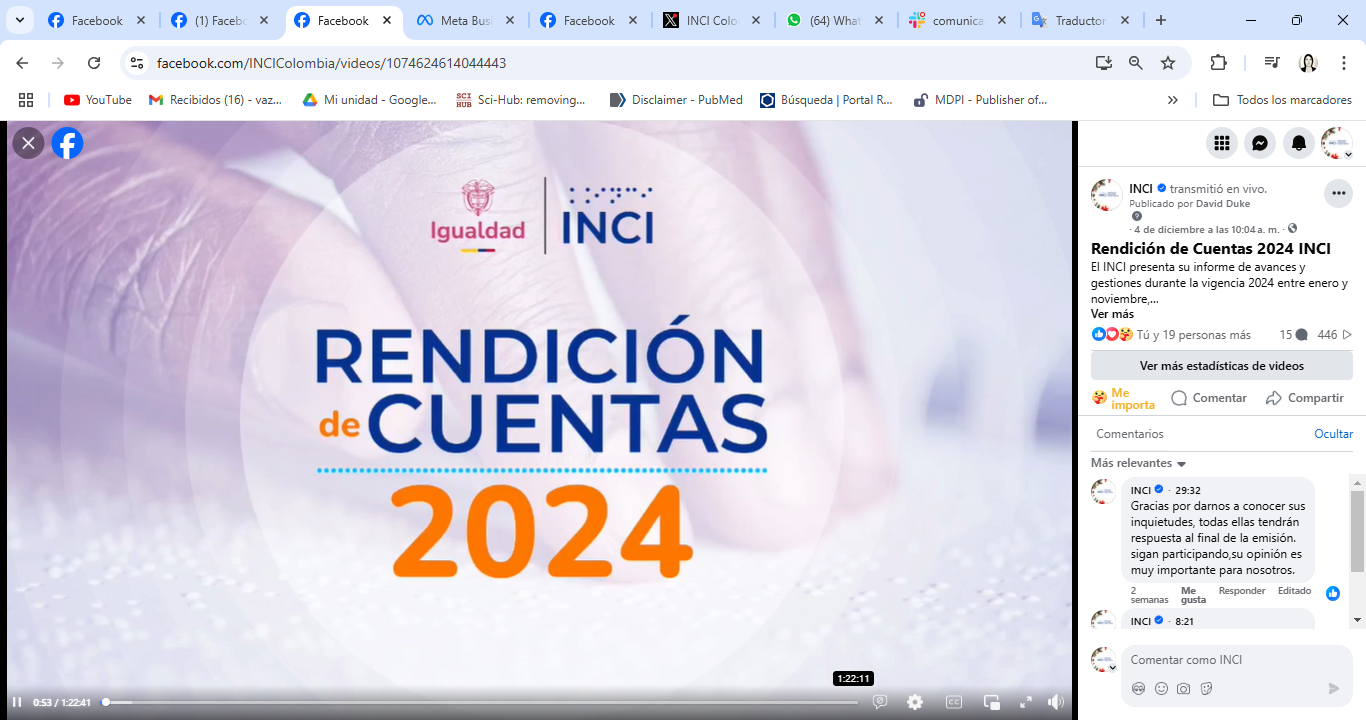 Facebook
(1) Faceb
Facebook
Meta Busi
Facebook
INCI Colo
(64) What
comunica
Traductor
facebook.com/INCIColombia/videos/1074624614044443
YouTube
Recibidos (16) - vaz...
Mi unidad - Google...
SCI HUB
Sci-Hub: removing...
Disclaimer - PubMed
Búsqueda | Portal R...
MDPI - Publisher of...
Todos los marcadores
Igualdad
⠊⠝⠉⠊
INCI
RENDICIÓN
de CUENTAS
2024
1:22:11
0:53 / 1:22:41
INCI transmitió en vivo.
Publicado por David Duke
· 4 de diciembre a las 10:04 a. m. ·
Rendición de Cuentas 2024 INCI
El INCI presenta su informe de avances y
gestiones durante la vigencia 2024 entre enero y
noviembre,...
Ver más
Tú y 19 personas más
15
446
Ver más estadísticas de videos
Me importa
Comentar
Compartir
Comentarios
Ocultar
Más relevantes
INCI · 29:32
Gracias por darnos a conocer sus
inquietudes, todas ellas tendrán
respuesta al final de la emisión.
sigan participando,su opinión es
muy importante para nosotros.
2 semanas
Me gusta
Responder
Editado
INCI · 8:21
Comentar como INCI